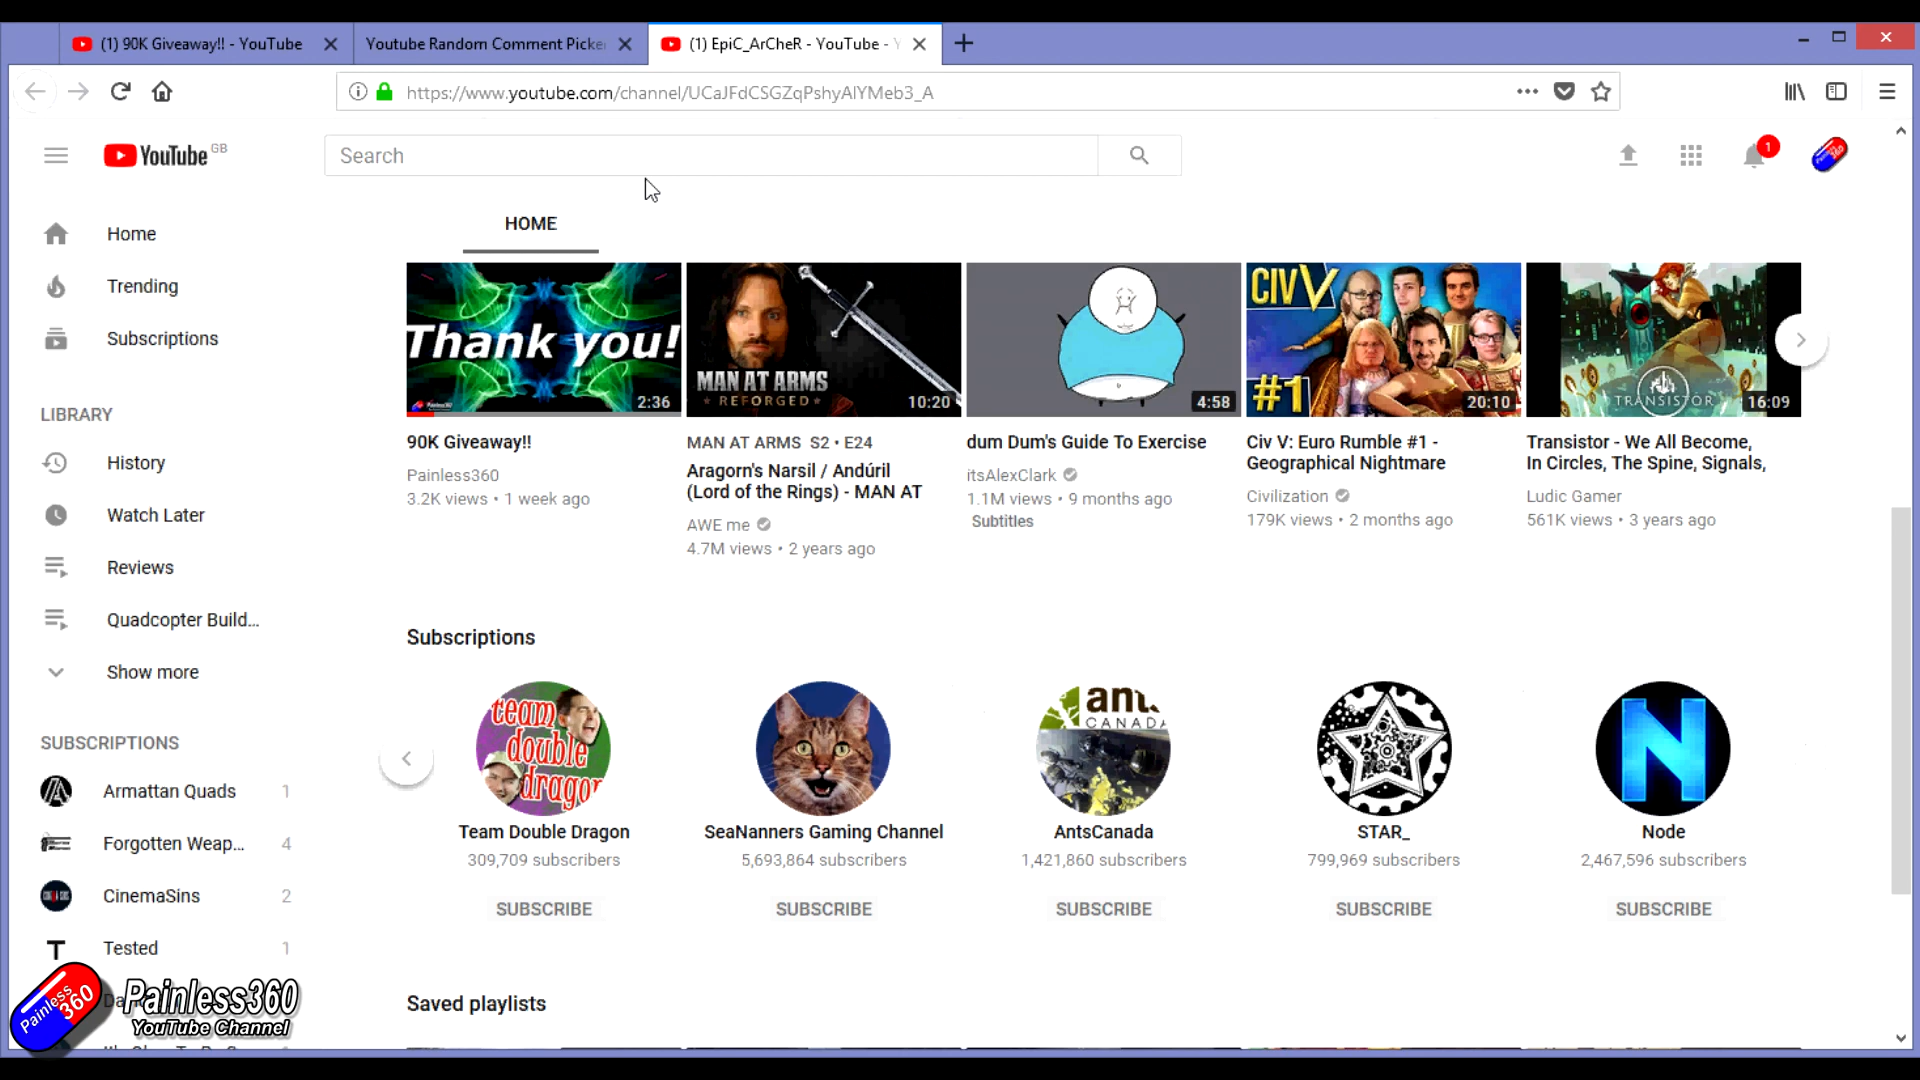 (1) 90K Giveaway!! - YouTube
Youtube Random Comment Picke
(1) EpiC_ArCheR - YouTube -
https://www.youtube.com/channel/UCaJFdCSGZqPshyAlYMeb3_A
YouTube GB
Search
1
HOME
Home
Trending
Subscriptions
LIBRARY
History
Watch Later
Reviews
Quadcopter Build...
Show more
SUBSCRIPTIONS
Armattan Quads 1
Forgotten Weap... 4
CinemaSins 2
Tested 1
Thank you!
2:36
MAN AT ARMS
REFORGED
10:20
4:58
CIV V
#1
20:10
TRANSISTOR
16:09
90K Giveaway!!
Painless360
3.2K views • 1 week ago
MAN AT ARMS S2 • E24
Aragorn's Narsil / Andúril
(Lord of the Rings) - MAN AT
AWE me
4.7M views • 2 years ago
dum Dum's Guide To Exercise
itsAlexClark
1.1M views • 9 months ago
Subtitles
Civ V: Euro Rumble #1 -
Geographical Nightmare
Civilization
179K views • 2 months ago
Transistor - We All Become,
In Circles, The Spine, Signals,
Ludic Gamer
561K views • 3 years ago
Subscriptions
team
double
dragon
ant
CANADA
N
Team Double Dragon
309,709 subscribers
SUBSCRIBE
SeaNanners Gaming Channel
5,693,864 subscribers
SUBSCRIBE
AntsCanada
1,421,860 subscribers
SUBSCRIBE
STAR_
799,969 subscribers
SUBSCRIBE
Node
2,467,596 subscribers
SUBSCRIBE
Saved playlists
Painless 360
Painless360
YouTube Channel